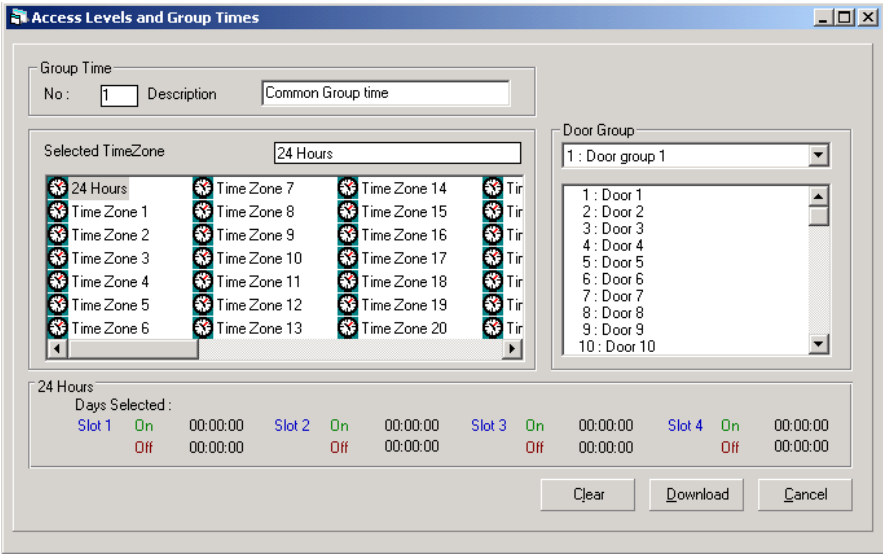 Access Levels and Group Times
Group Time
No : 1 Description Common Group time
Selected TimeZone 24 Hours
24 Hours Time Zone 7 Time Zone 14 Tir
Time Zone 1 Time Zone 8 Time Zone 15 Tir
Time Zone 2 Time Zone 9 Time Zone 16 Tir
Time Zone 3 Time Zone 10 Time Zone 17 Tir
Time Zone 4 Time Zone 11 Time Zone 18 Tir
Time Zone 5 Time Zone 12 Time Zone 19 Tir
Time Zone 6 Time Zone 13 Time Zone 20 Tir
Door Group
1 : Door group 1
1 : Door 1
2 : Door 2
3 : Door 3
4 : Door 4
5 : Door 5
6 : Door 6
7 : Door 7
8 : Door 8
9 : Door 9
10 : Door 10
24 Hours
Days Selected :
Slot 1 On 00:00:00 Slot 2 On 00:00:00 Slot 3 On 00:00:00 Slot 4 On 00:00:00
Off 00:00:00 Off 00:00:00 Off 00:00:00 Off 00:00:00
Clear Download Cancel